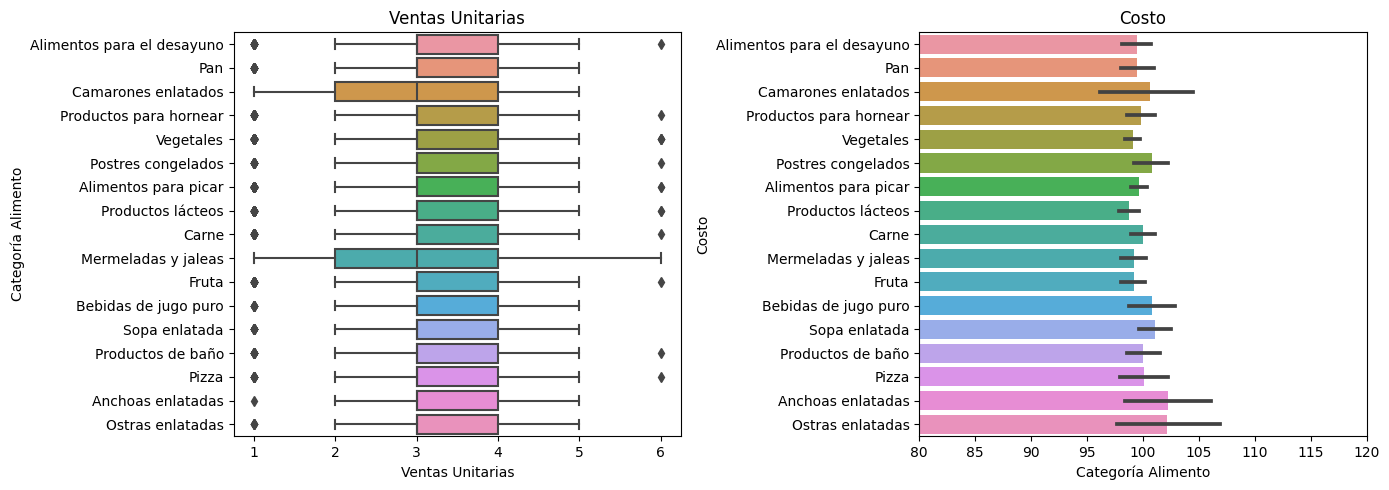 Ventas Unitarias
Categoría Alimento
Alimentos para el desayuno
Pan
Camarones enlatados
Productos para hornear
Vegetales
Postres congelados
Alimentos para picar
Productos lácteos
Carne
Mermeladas y jaleas
Fruta
Bebidas de jugo puro
Sopa enlatada
Productos de baño
Pizza
Anchoas enlatadas
Ostras enlatadas
1 2 3 4 5 6
Ventas Unitarias
Costo
Costo
Alimentos para el desayuno
Pan
Camarones enlatados
Productos para hornear
Vegetales
Postres congelados
Alimentos para picar
Productos lácteos
Carne
Mermeladas y jaleas
Fruta
Bebidas de jugo puro
Sopa enlatada
Productos de baño
Pizza
Anchoas enlatadas
Ostras enlatadas
80 85 90 95 100 105 110 115 120
Categoría Alimento